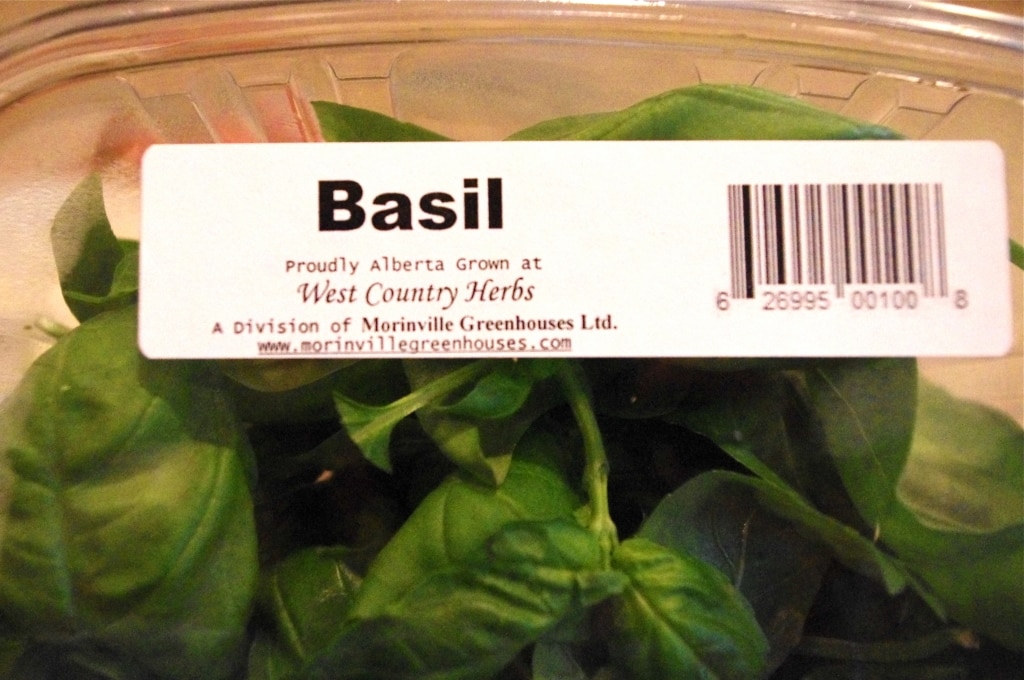 Basil
Proudly Alberta Grown at
West Country Herbs
A Division of Morinville Greenhouses Ltd.
www.morinvillegreenhouses.com
6 26995 00100 8